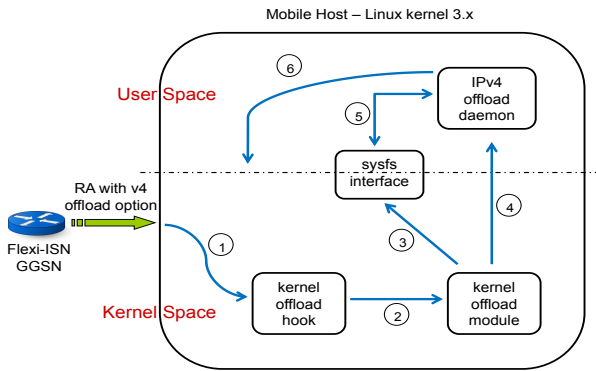 Mobile Host – Linux kernel 3.x
6
User Space
IPv4
offload
daemon
5
sysfs
interface
RA with v4
offload option
4
Flexi-ISN
GGSN
1
3
kernel
offload
hook
kernel
offload
module
Kernel Space
2